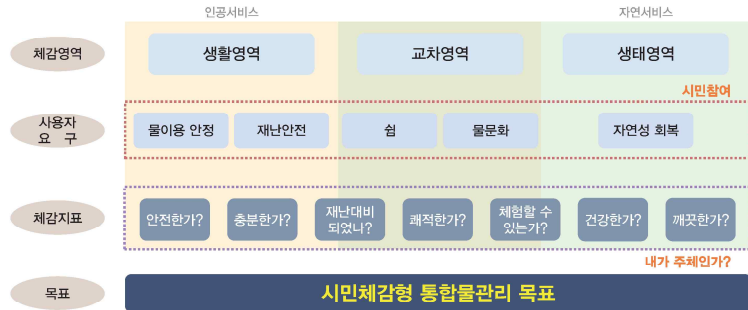 인공서비스
자연서비스
체감영역
생활영역
교차영역
생태영역
시민참여
사용자
요 구
물이용 안정
재난안전
쉼
물문화
자연성 회복
체감지표
안전한가?
충분한가?
재난대비
되었나?
쾌적한가?
체험할 수
있는가?
건강한가?
깨끗한가?
내가 주체인가?
목표
시민체감형 통합물관리 목표